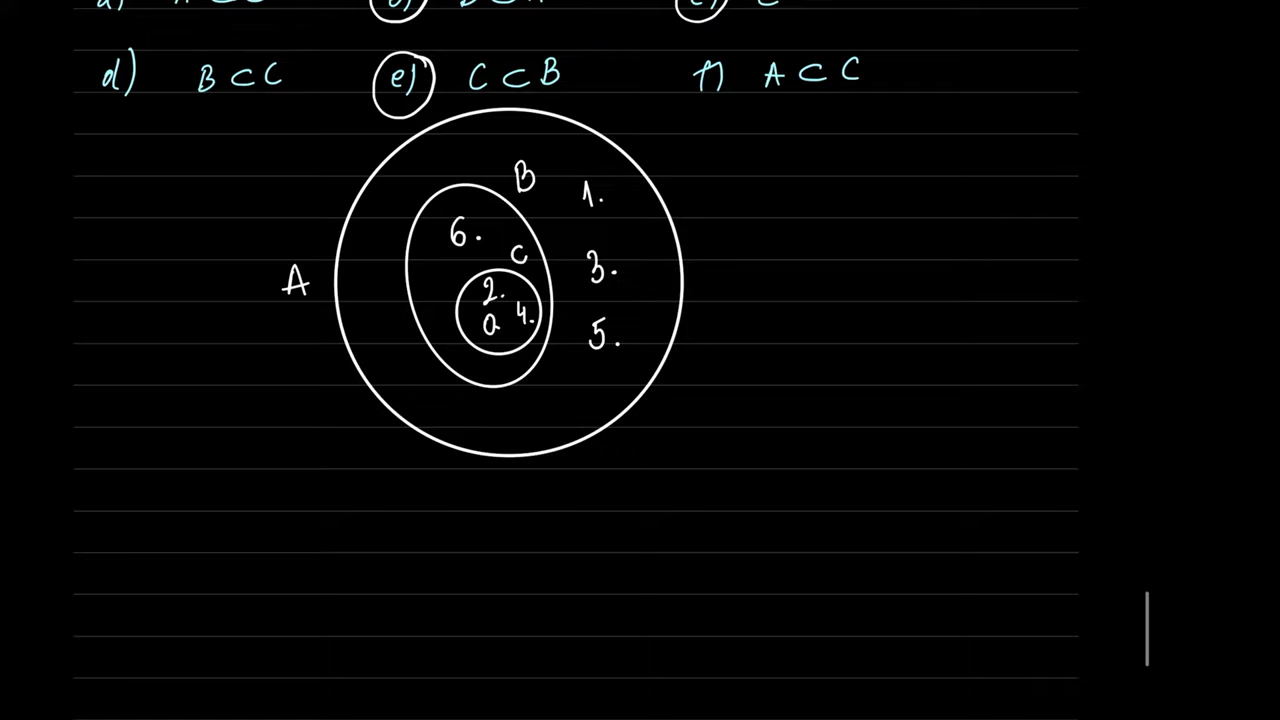 d) B ⊂ C e) C ⊂ B f) A ⊂ C
B
1.
6.
C
3.
A
2.
4.
0
5.